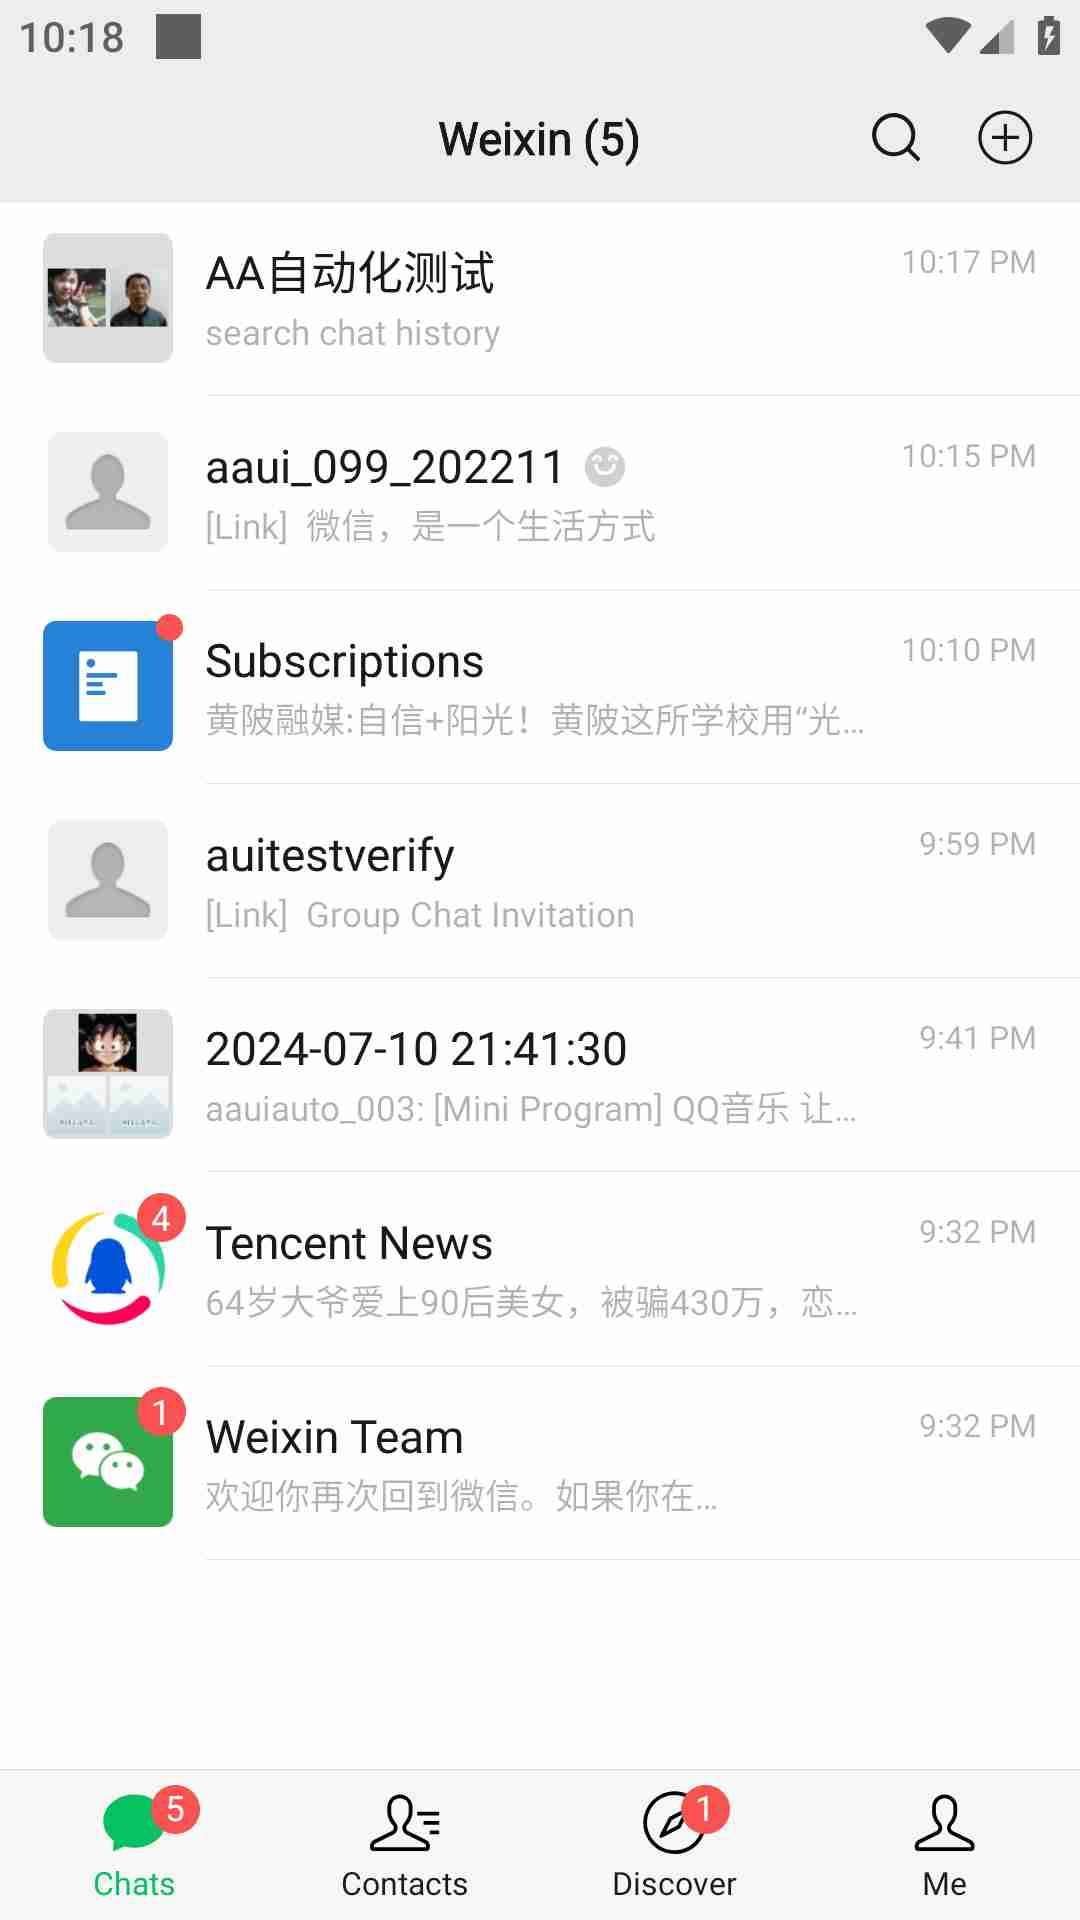 10:18
Weixin (5)
AA自动化测试
10:17 PM
search chat history
aaui_099_202211
10:15 PM
[Link] 微信，是一个生活方式
Subscriptions
10:10 PM
黄陂融媒:自信+阳光！黄陂这所学校用“光...
auitestverify
9:59 PM
[Link] Group Chat Invitation
2024-07-10 21:41:30
9:41 PM
aauiauto_003: [Mini Program] QQ音乐 让...
4
Tencent News
9:32 PM
64岁大爷爱上90后美女，被骗430万，恋...
1
Weixin Team
9:32 PM
欢迎你再次回到微信。如果你在...
5
1
Chats
Contacts
Discover
Me